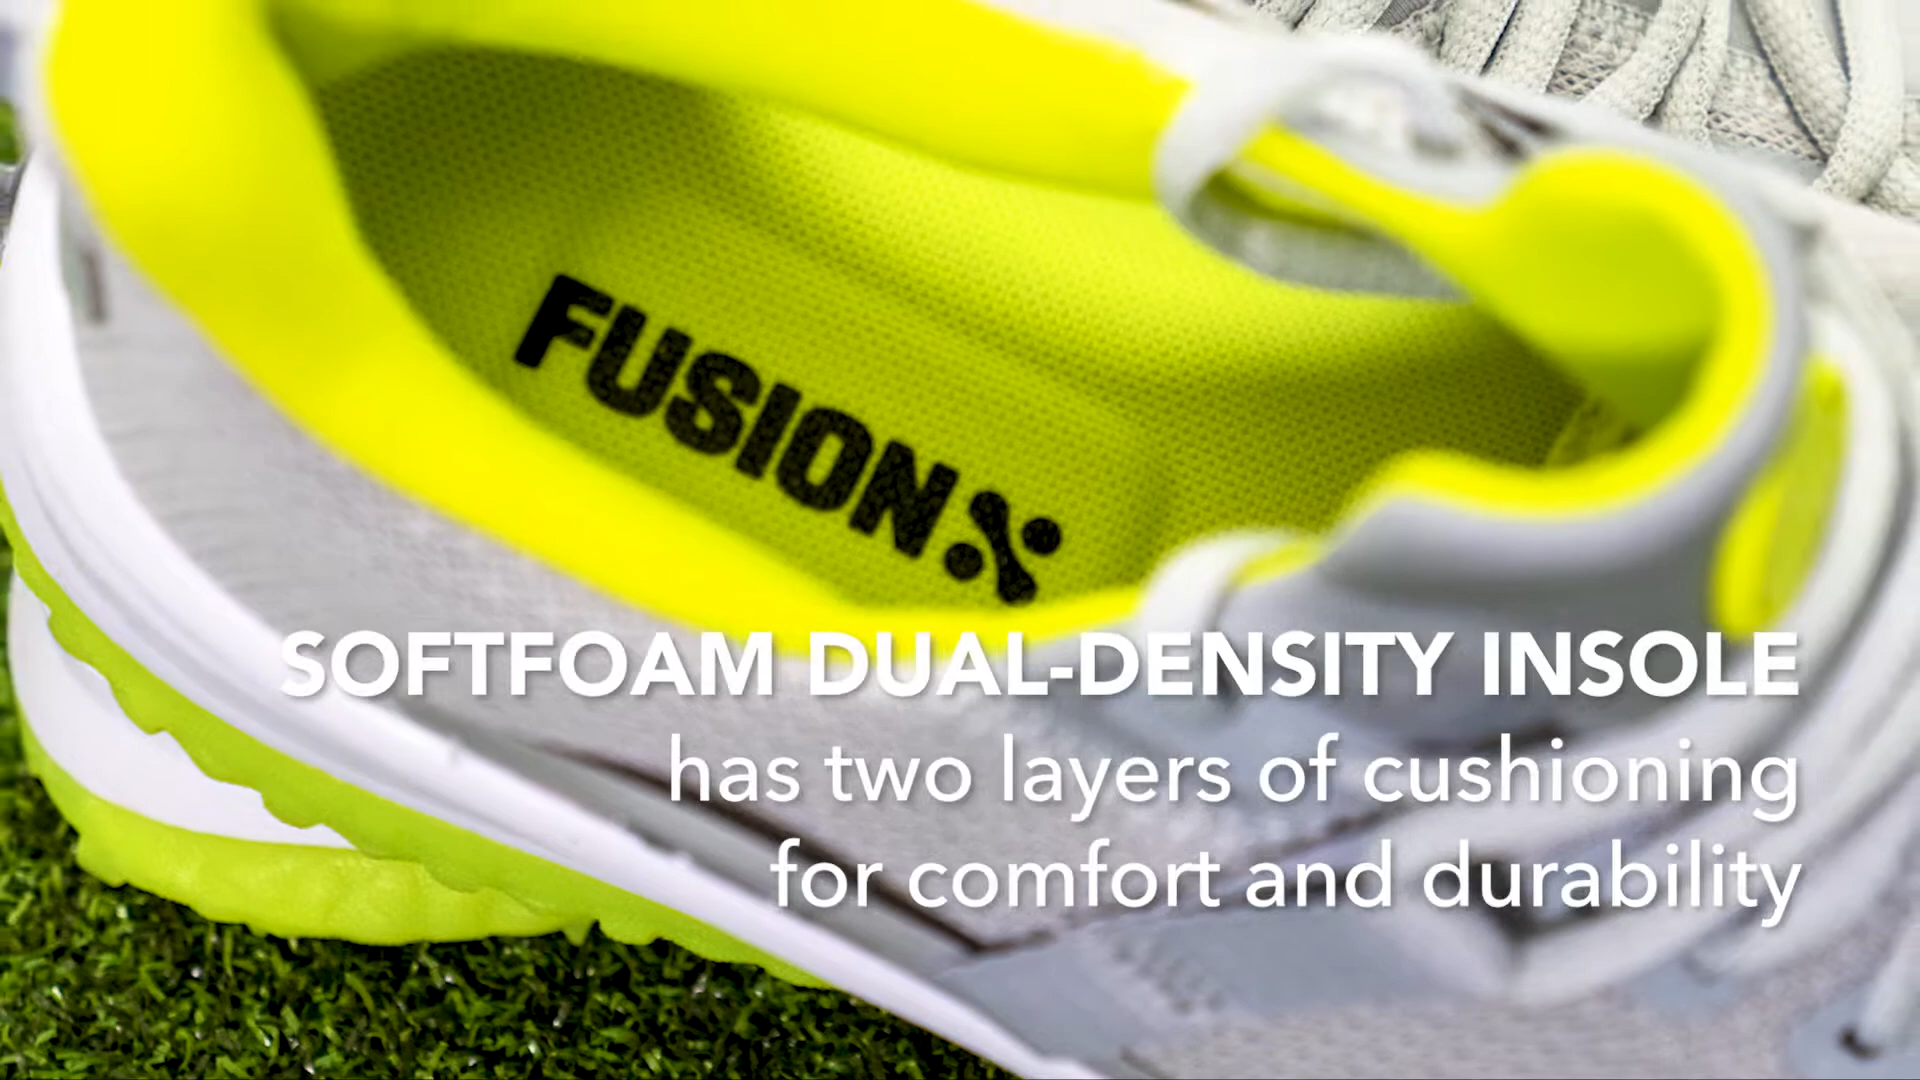 FUSION
SOFTFOAM DUAL-DENSITY INSOLE
has two layers of cushioning
for comfort and durability